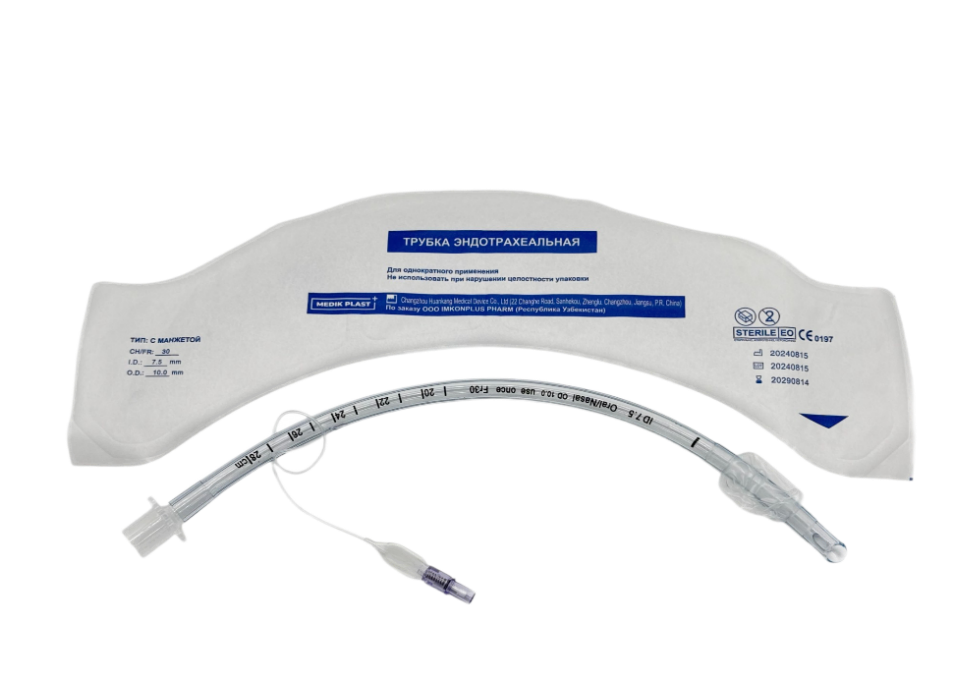 ТРУБКА ЭНДОТРАХЕАЛЬНАЯ
Для однократного применения
Не использовать при нарушении целостности упаковки
MEDIK PLAST+
Changzhou Huankang Medical Device Co., Ltd (22 Changhe Road, Sanhekou, Zhenglu Changzhou, Jiangsu, P.R, China)
По заказу ООО IMKONPLUS PHARM (Республика Узбекистан)
ТИП: С МАНЖЕТОЙ
CH/FR: 30
I.D.: 7.5 mm
O.D.: 10.0 mm
2
STERILE EO
CE 0197
20240815
20240815
20290814
28 cm
26
24
22
20
Oral/Nasal OD 10.0 use once Fr30
ID 7.5